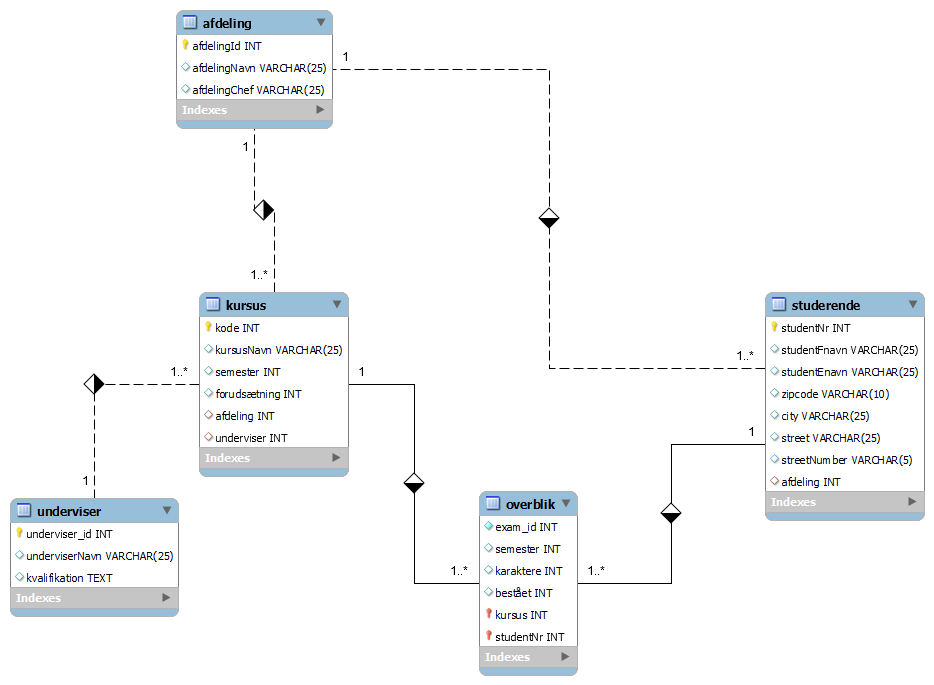 afdeling
afdelingId INT
afdelingNavn VARCHAR(25)
afdelingChef VARCHAR(25)
Indexes
1
1
1..*
1..*
kursus
kode INT
kursusNavn VARCHAR(25)
semester INT
forudsætning INT
afdeling INT
underviser INT
Indexes
studerende
studentNr INT
studentFnavn VARCHAR(25)
studentEnavn VARCHAR(25)
zipcode VARCHAR(10)
city VARCHAR(25)
street VARCHAR(25)
streetNumber VARCHAR(5)
afdeling INT
Indexes
1..*
1
1
1
underviser
underviser_id INT
underviserNavn VARCHAR(25)
kvalifikation TEXT
Indexes
overblik
exam_id INT
semester INT
karaktere INT
bestået INT
kursus INT
studentNr INT
Indexes
1..*
1..*